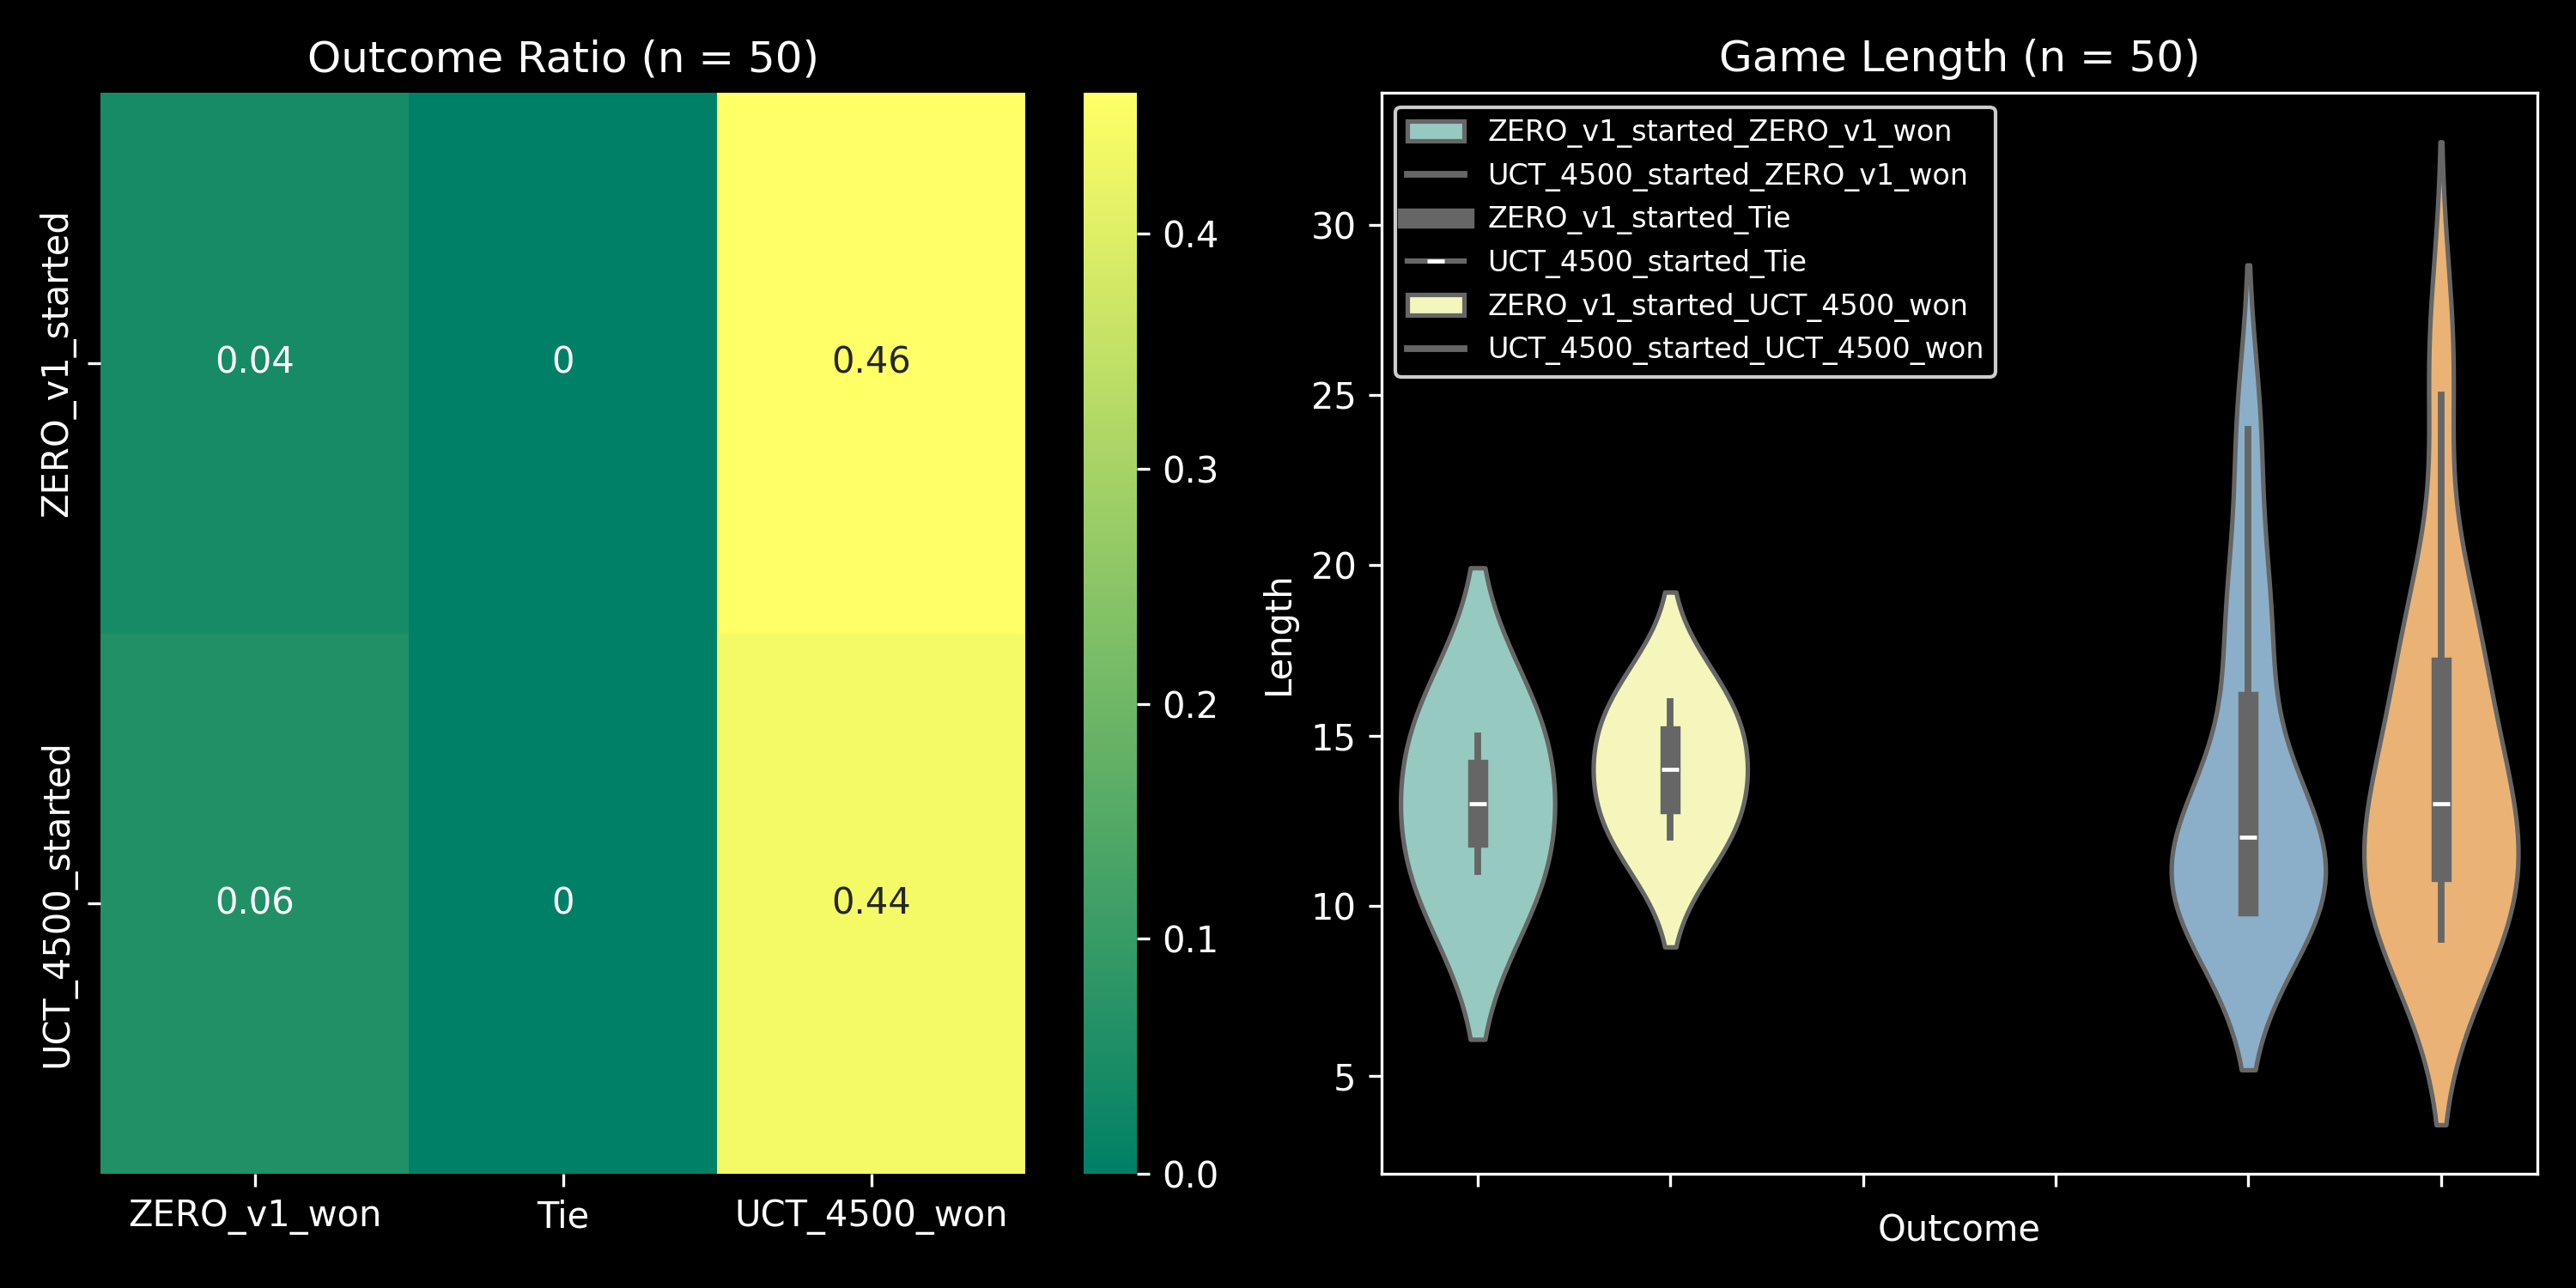 Outcome Ratio (n = 50)
ZERO_v1_started
UCT_4500_started
0.04
0
0.46
0.06
0
0.44
ZERO_v1_won
Tie
UCT_4500_won
0.4
0.3
0.2
0.1
0.0
Game Length (n = 50)
ZERO_v1_started_ZERO_v1_won
UCT_4500_started_ZERO_v1_won
ZERO_v1_started_Tie
UCT_4500_started_Tie
ZERO_v1_started_UCT_4500_won
UCT_4500_started_UCT_4500_won
Length
30
25
20
15
10
5
Outcome